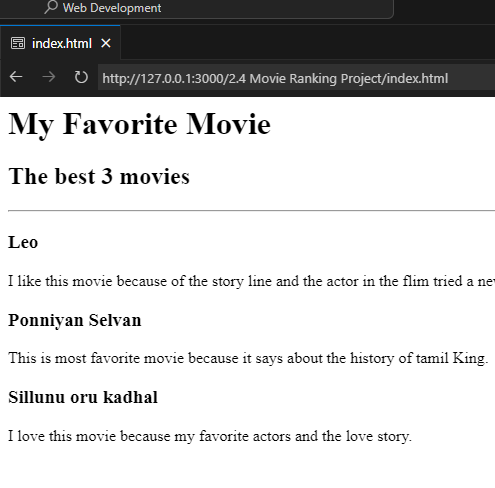 Web Development
index.html
http://127.0.0.1:3000/2.4 Movie Ranking Project/index.html
My Favorite Movie
The best 3 movies
Leo
I like this movie because of the story line and the actor in the flim tried a
Ponniyan Selvan
This is most favorite movie because it says about the history of tamil King.
Sillunu oru kadhal
I love this movie because my favorite actors and the love story.